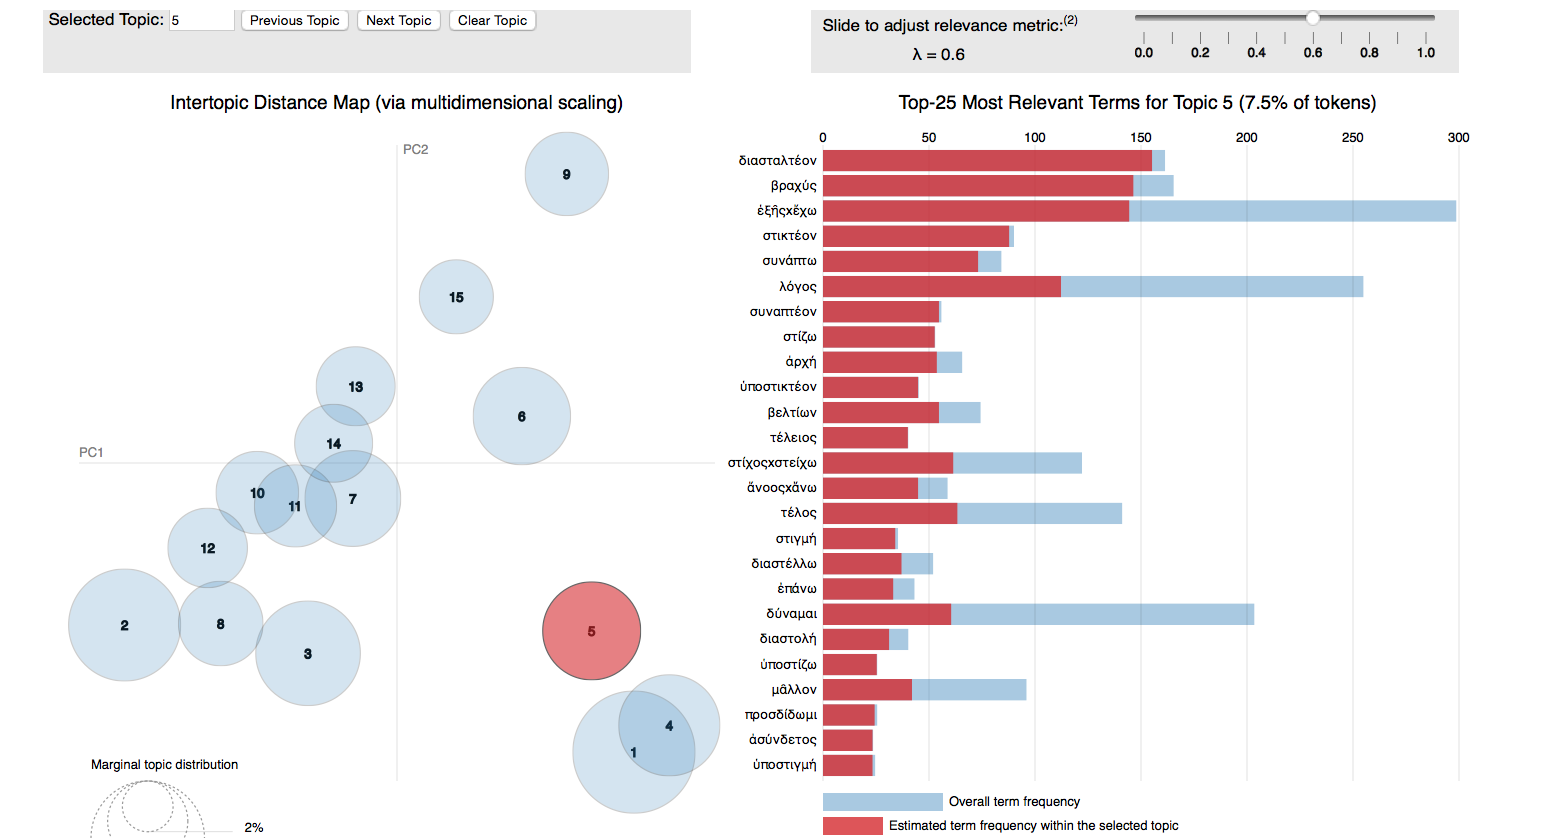 Selected Topic: 5 Previous Topic Next Topic Clear Topic
Slide to adjust relevance metric:(2)
λ = 0.6
0.0 0.2 0.4 0.6 0.8 1.0
Intertopic Distance Map (via multidimensional scaling)
PC2
PC1
9
15
13
6
14
10
7
11
12
2
8
5
3
4
1
Marginal topic distribution
2%
Top-25 Most Relevant Terms for Topic 5 (7.5% of tokens)
0 50 100 150 200 250 300
διασταλτέον
βραχύς
ἑξῆςxἔχω
στικτέον
συνάπτω
λόγος
συναπτέον
στίζω
ἀρχή
ὑποστικτέον
βελτίων
τέλειος
στίχοςxστείχω
ἄνοοςxἄνω
τέλος
στιγμή
διαστέλλω
ἐπάνω
δύναμαι
διαστολή
ὑποστίζω
μᾶλλον
προσδίδωμι
ἀσύνδετος
ὑποστιγμή
Overall term frequency
Estimated term frequency within the selected topic